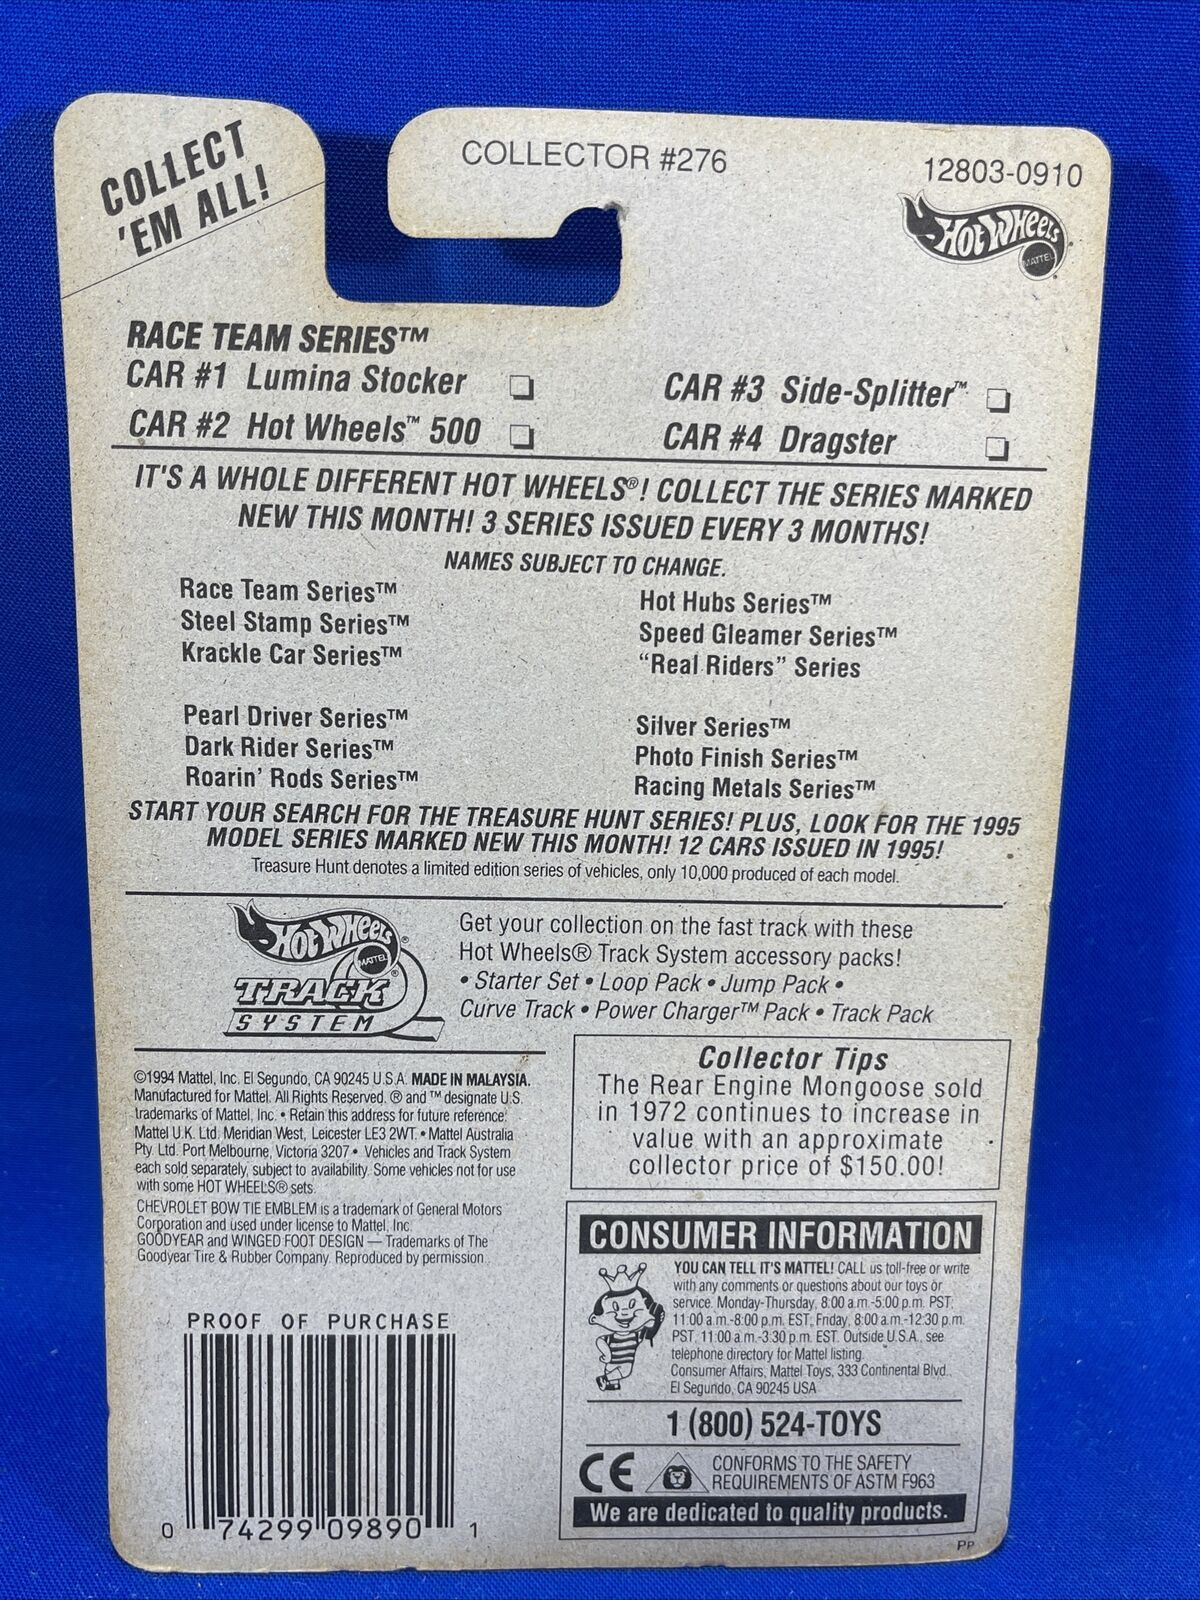 COLLECT
'EM ALL!
COLLECTOR #276
12803-0910
HOT WHEELS
MATTEL
RACE TEAM SERIES™
CAR #1 Lumina Stocker ❏
CAR #3 Side-Splitter™ ❏
CAR #2 Hot Wheels™ 500 ❏
CAR #4 Dragster ❏
IT'S A WHOLE DIFFERENT HOT WHEELS®! COLLECT THE SERIES MARKED
NEW THIS MONTH! 3 SERIES ISSUED EVERY 3 MONTHS!
NAMES SUBJECT TO CHANGE.
Race Team Series™
Steel Stamp Series™
Krackle Car Series™
Hot Hubs Series™
Speed Gleamer Series™
“Real Riders” Series
Pearl Driver Series™
Dark Rider Series™
Roarin' Rods Series™
Silver Series™
Photo Finish Series™
Racing Metals Series™
START YOUR SEARCH FOR THE TREASURE HUNT SERIES! PLUS, LOOK FOR THE 1995
MODEL SERIES MARKED NEW THIS MONTH! 12 CARS ISSUED IN 1995!
Treasure Hunt denotes a limited edition series of vehicles, only 10,000 produced of each model.
HOT WHEELS®
MATTEL
TRACK®
SYSTEM
Get your collection on the fast track with these
Hot Wheels® Track System accessory packs!
• Starter Set • Loop Pack • Jump Pack •
Curve Track • Power Charger™ Pack • Track Pack
©1994 Mattel, Inc. El Segundo, CA 90245 U.S.A. MADE IN MALAYSIA.
Manufactured for Mattel. All Rights Reserved. ® and ™ designate U.S.
trademarks of Mattel, Inc. • Retain this address for future reference:
Mattel U.K. Ltd. Meridian West, Leicester LE3 2WT. • Mattel Australia
Pty. Ltd. Port Melbourne, Victoria 3207 • Vehicles and Track System
each sold separately, subject to availability. Some vehicles not for use
with some HOT WHEELS® sets.
CHEVROLET BOW TIE EMBLEM is a trademark of General Motors
Corporation and used under license to Mattel, Inc.
GOODYEAR and WINGED FOOT DESIGN — Trademarks of The
Goodyear Tire & Rubber Company. Reproduced by permission.
Collector Tips
The Rear Engine Mongoose sold
in 1972 continues to increase in
value with an approximate
collector price of $150.00!
CONSUMER INFORMATION
YOU CAN TELL IT'S MATTEL! CALL us toll-free or write
with any comments or questions about our toys or
service. Monday-Thursday, 8:00 a.m.-5:00 p.m. PST,
11:00 a.m.-8:00 p.m. EST, Friday, 8:00 a.m.-12:30 p.m.
PST, 11:00 a.m.-3:30 p.m. EST. Outside U.S.A., see
telephone directory for Mattel listing.
Consumer Affairs, Mattel Toys, 333 Continental Blvd.,
El Segundo, CA 90245 USA
1 (800) 524-TOYS
CE
CONFORMS TO THE SAFETY
REQUIREMENTS OF ASTM F963
We are dedicated to quality products.
PROOF OF PURCHASE
0 74299 09890 1
PP